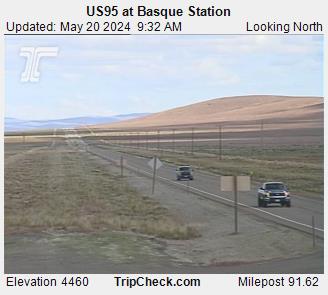 US95 at Basque Station
Updated: May 20 2024 9:32 AM Looking North
Elevation 4460 TripCheck.com Milepost 91.62